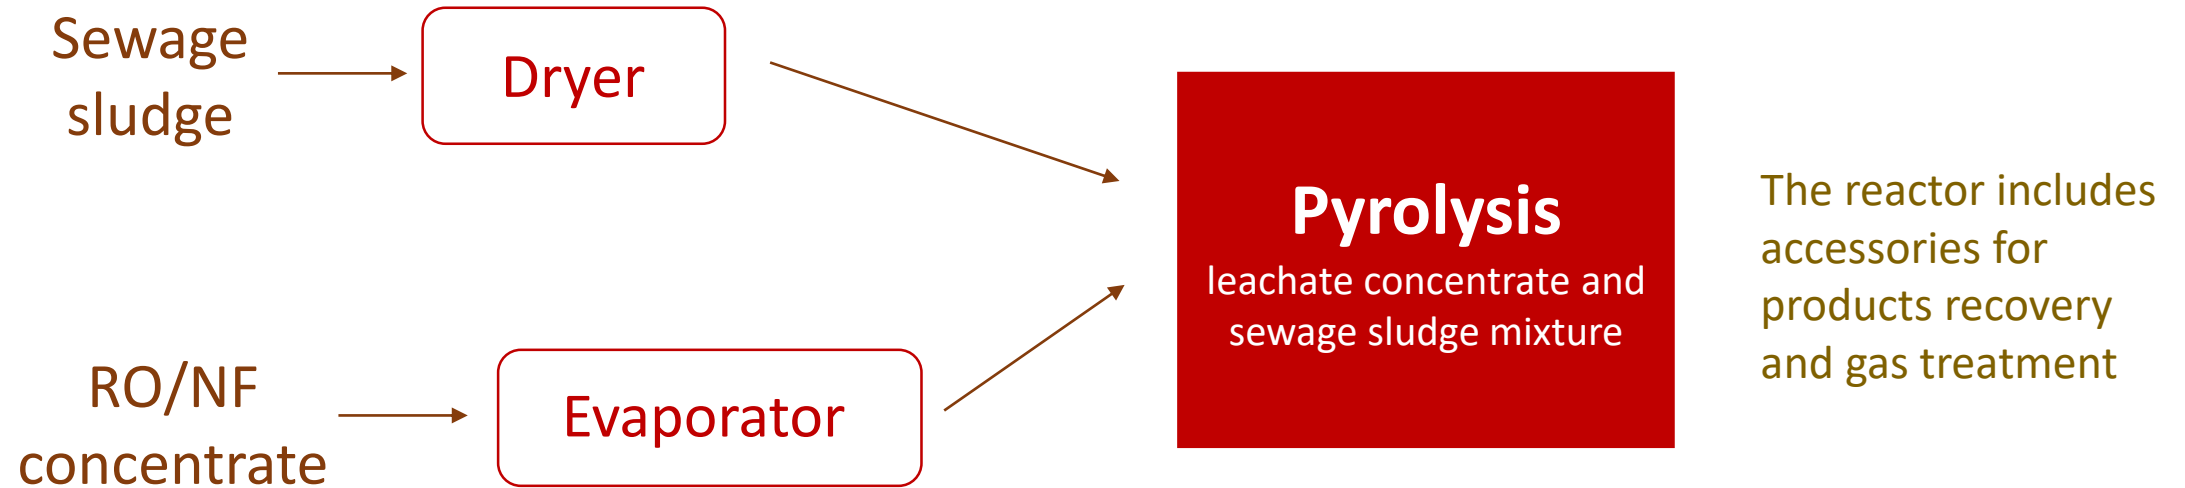 Sewage
sludge
Dryer
RO/NF
concentrate
Evaporator
Pyrolysis
leachate concentrate and
sewage sludge mixture
The reactor includes
accessories for
products recovery
and gas treatment